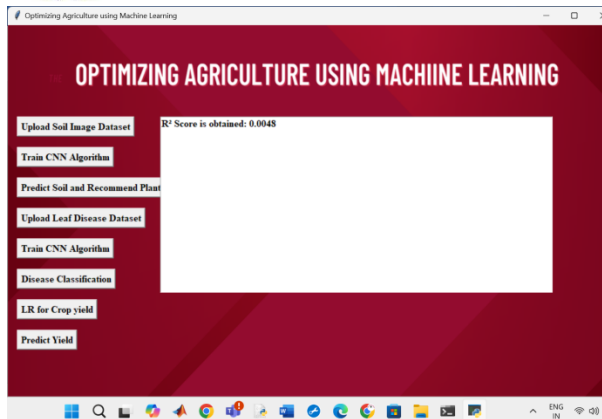 Optimizing Agriculture using Machine Learning
OPTIMIZING AGRICULTURE USING MACHIINE LEARNING
Upload Soil Image Dataset
R² Score is obtained: 0.0048
Train CNN Algorithm
Predict Soil and Recommend Plant
Upload Leaf Disease Dataset
Train CNN Algorithm
Disease Classification
LR for Crop yield
Predict Yield
ENG
IN